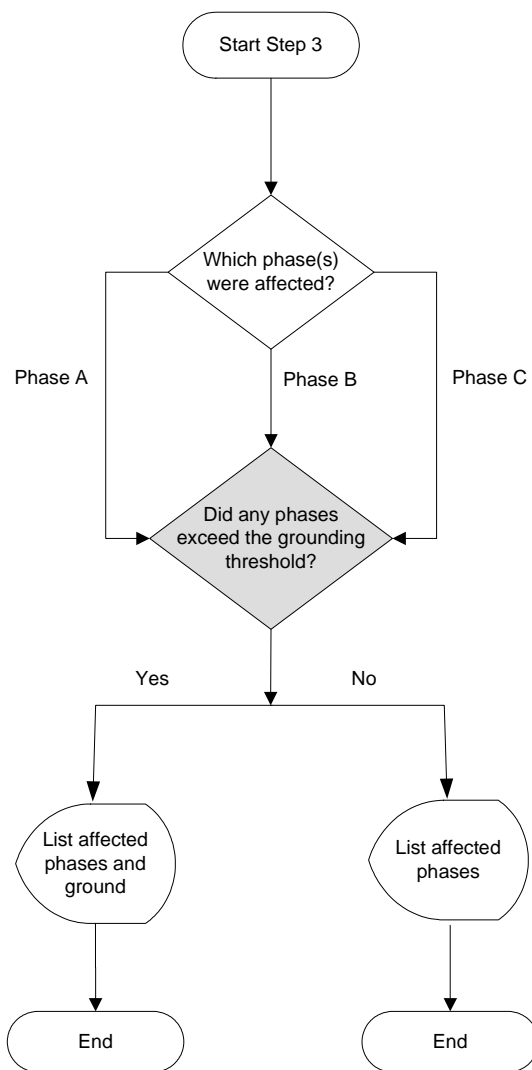 Start Step 3
Which phase(s)
were affected?
Phase A
Phase B
Phase C
Did any phases
exceed the grounding
threshold?
Yes
No
List affected
phases and
ground
List affected
phases
End
End